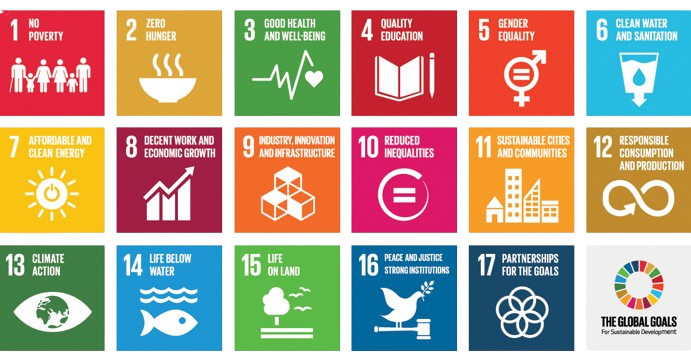 1 NO
POVERTY
2 ZERO
HUNGER
3 GOOD HEALTH
AND WELL-BEING
4 QUALITY
EDUCATION
5 GENDER
EQUALITY
6 CLEAN WATER
AND SANITATION
7 AFFORDABLE AND
CLEAN ENERGY
8 DECENT WORK AND
ECONOMIC GROWTH
9 INDUSTRY, INNOVATION
AND INFRASTRUCTURE
10 REDUCED
INEQUALITIES
11 SUSTAINABLE CITIES
AND COMMUNITIES
12 RESPONSIBLE
CONSUMPTION
AND PRODUCTION
13 CLIMATE
ACTION
14 LIFE BELOW
WATER
15 LIFE
ON LAND
16 PEACE AND JUSTICE
STRONG INSTITUTIONS
17 PARTNERSHIPS
FOR THE GOALS
THE GLOBAL GOALS
For Sustainable Development